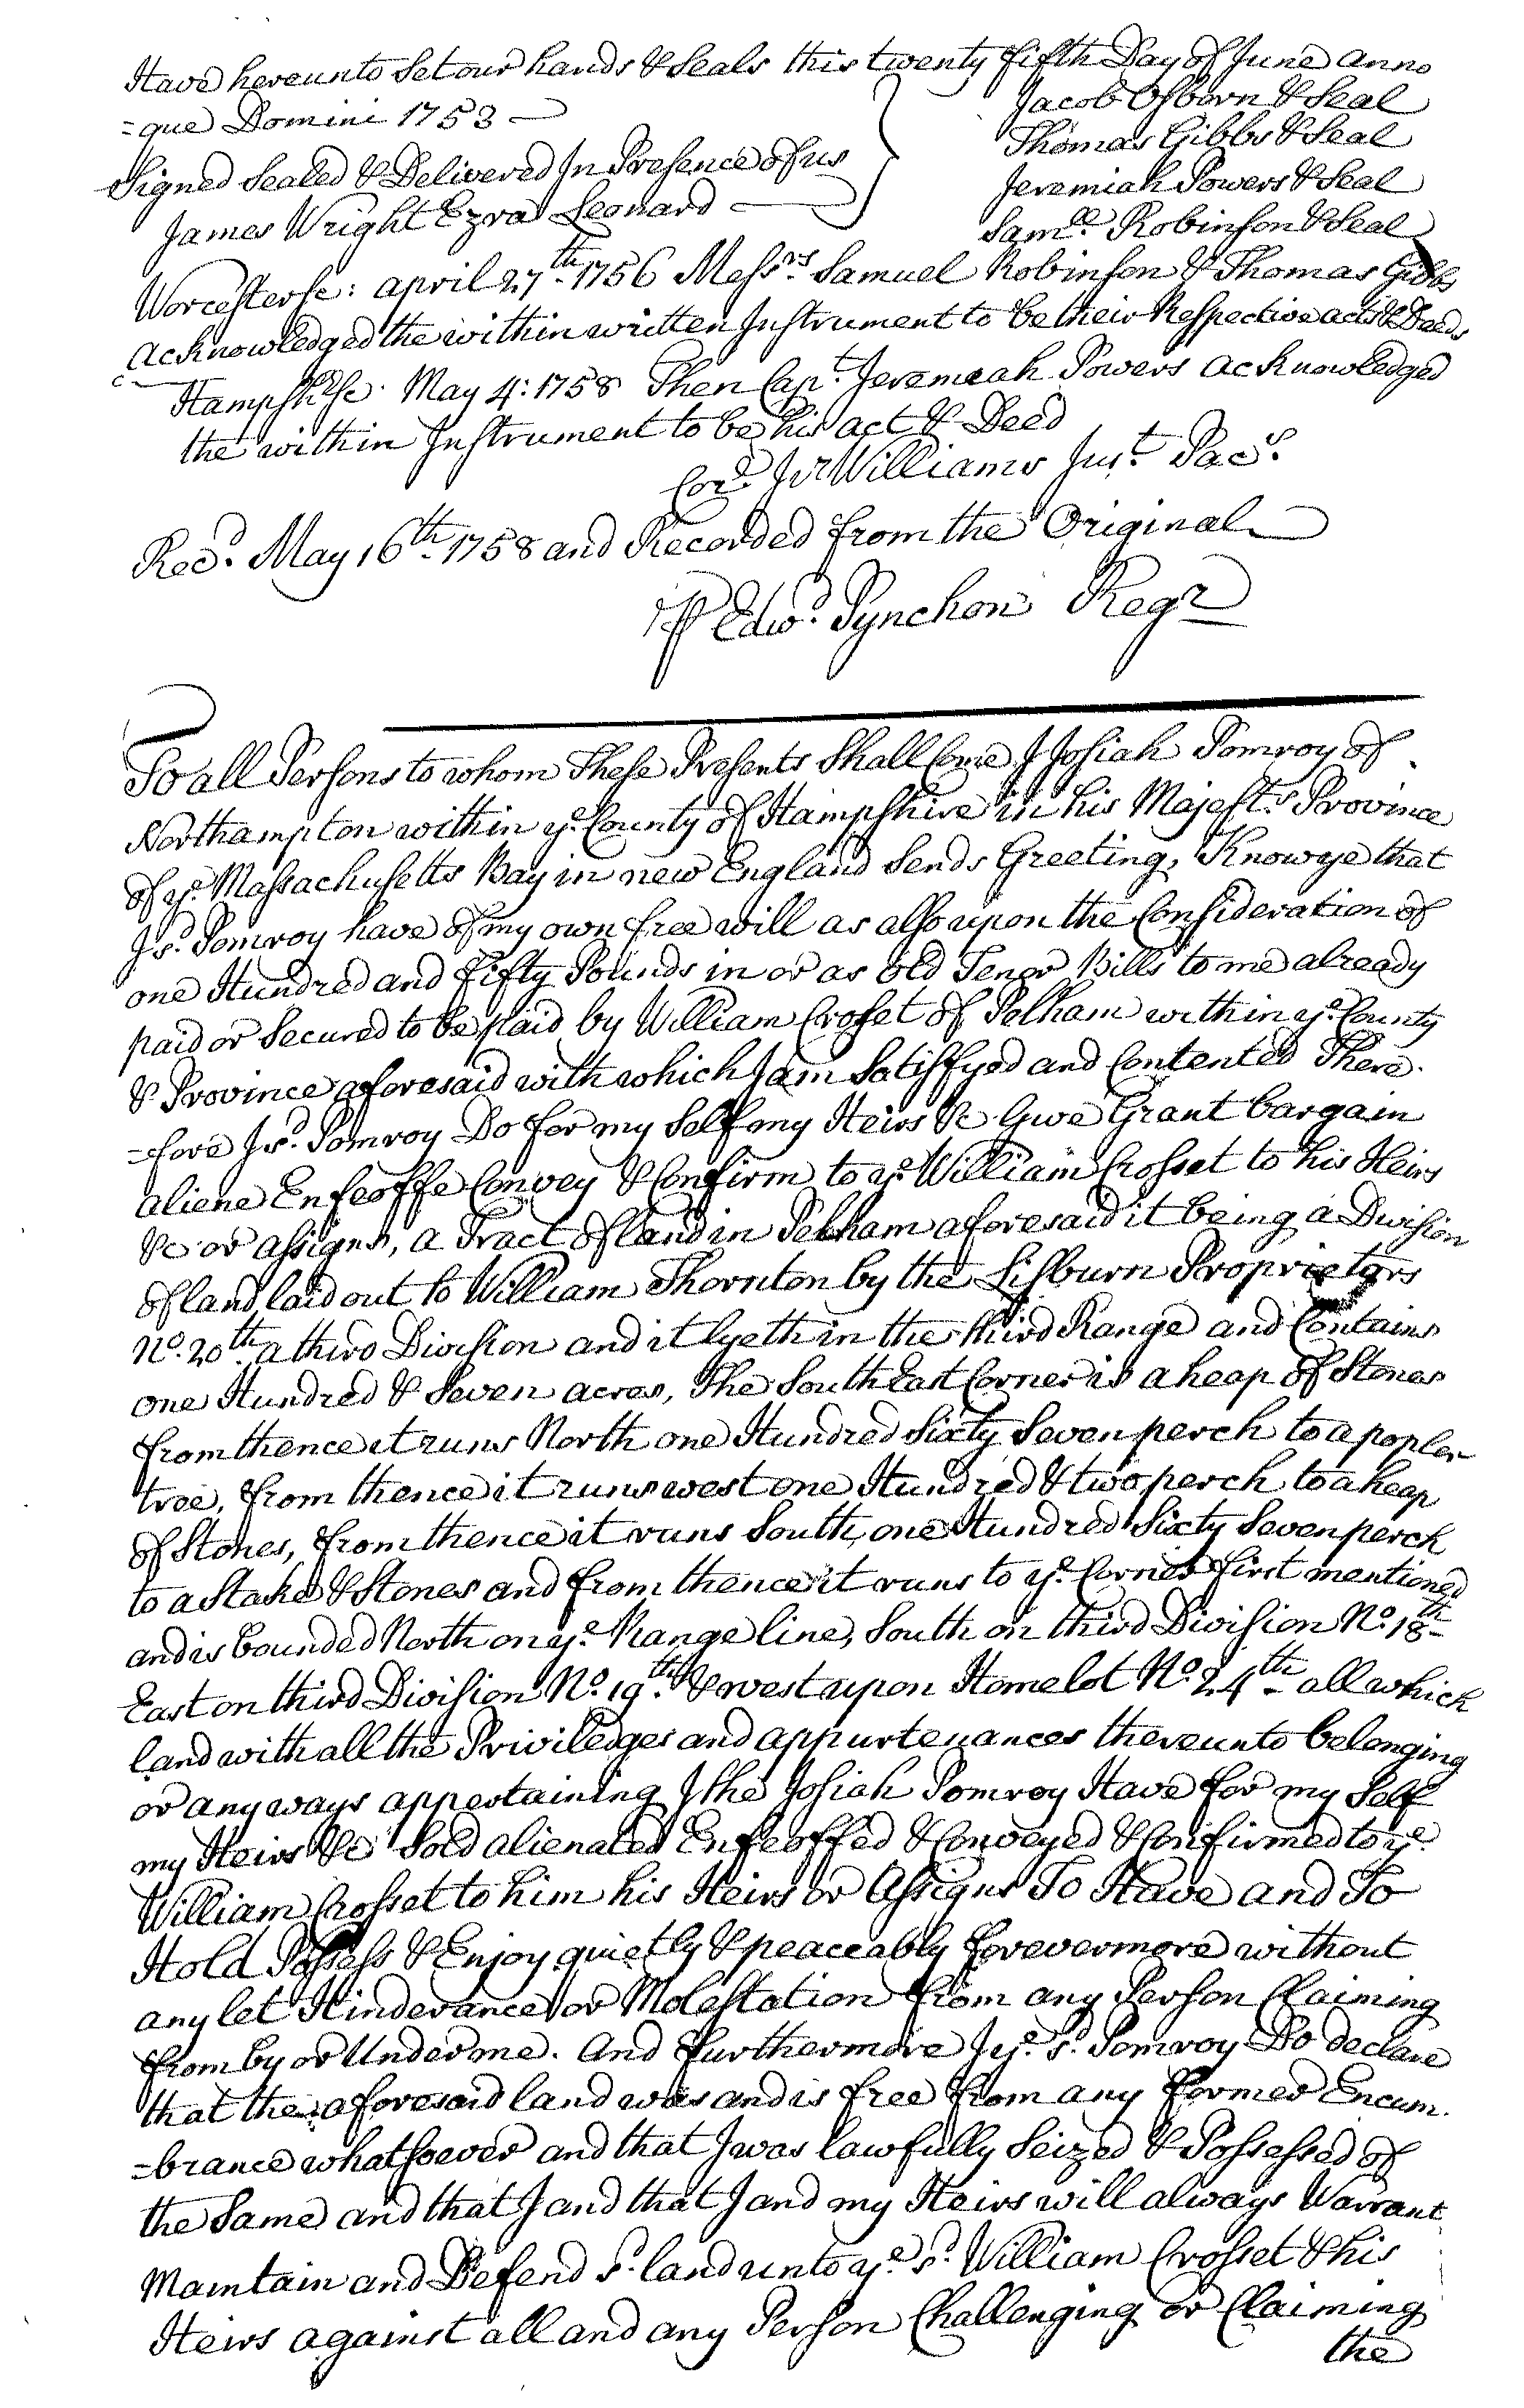 Have hereunto Set our hands & Seals this twenty fifth Day of June anno
=que Domini 1753
Jacob Osborn & Seal
Thomas Gibbs & Seal
Signed Sealed & Delivered In Presence of us
Jeremiah Powers & Seal
James Wright Ezra Leonard
Saml. Robinson & Seal
Worcester sc: april 27th. 1756 Messrs. Samuel Robinson & Thomas Gibbs
acknowledged the within written Instrument to be their Respective acts & Deeds
Hampsh sc. May 4: 1758 Then Capt. Jeremeah Powers acknowledged
the within Instrument to be his act & Deed
Cor. Jr Williams Just. Pacs.
Recd. May 16th. 1758 and Recorded from the Original
Edwd. Pynchon Regr
To all Persons to whom These Presents Shall Come I Josiah Pomroy of
Northampton within ye. County of Hampshire in his Majests. Province
of ye. Massachusetts Bay in new England Sends Greeting, Know ye that
I sd. Pomroy have of my own free will as also upon the Consideration of
one Hundred and Fifty Pounds in or as old Tenor Bills to me already
paid or Secured to be paid by William Crosset of Pelham within ye. County
& Province aforesaid with which I am Satisfyed and Contented There-
=fore I sd. Pomroy Do for my Self my Heirs &c Give Grant bargain
aliene Enfeoffe Convey & Confirm to ye. William Crosset to his Heirs
&c or assigns, a Tract of land in Pelham aforesaid it being a Division
of land laid out to William Thornton by the Lisburn Proprietors
No. 20th. a third Division and it lyeth in the third Range and Contains
one Hundred & Seven acres, The South East Corner is a heap of Stones
from thence it runs North one Hundred Sixty Seven perch to a popler
tree, from thence it runs west one Hundred & two perch to a heap
of Stones, from thence it runs South, one Hundred Sixty Seven perch
to a Stake & Stones and from thence it runs to ye. Corner first mentioned
and is bounded North on ye. Range line, South on third Division No. 18th
East on third Division No. 19th. & west upon Homelot No. 24th all which
land with all the Priviledges and appurtenances thereunto belonging
or any ways appertaining I the Josiah Pomroy Have for my Self
my Heirs &c Sold alienated Enfeoffed & Conveyed & Confirmed to ye.
William Crosset to him his Heirs or Assigns To Have and To
Hold Possess & Enjoy quietly & peaceably forevermore without
any let Hinderance or Molestation from any Person Claiming
from by or Under me. And Furthermore I ye. sd. Pomroy Do declare
that the aforesaid land was and is free from any former Encum-
=brance whatsoever and that I was lawfully Seized & Possessed of
the Same and that I and that I and my Heirs will always Warrant
Maintain and Defend sd. land unto ye. sd. William Crosset & his
Heirs against all and any Person Challenging or Claiming
the